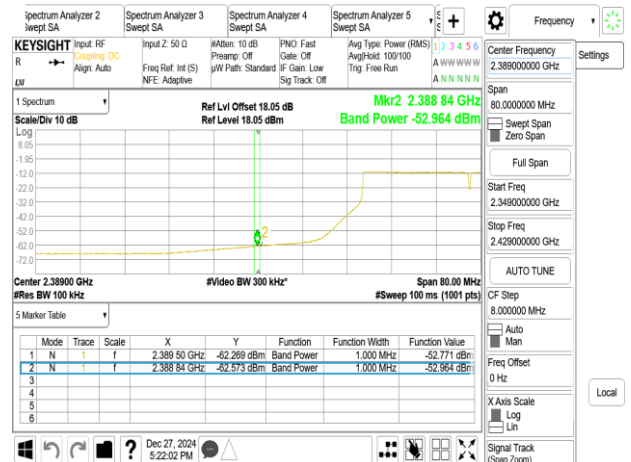 Spectrum Analyzer 2
Swept SA
Spectrum Analyzer 3
Swept SA
Spectrum Analyzer 4
Swept SA
Spectrum Analyzer 5
Swept SA
+
Frequency
KEYSIGHT
R
LXI
Input: RF
Coupling: DC
Align: Auto
Input Z: 50 Ω
Freq Ref: Int (S)
NFE: Adaptive
#Atten: 10 dB
Preamp: Off
µW Path: Standard
PNO: Fast
Gate: Off
IF Gain: Low
Sig Track: Off
Avg Type: Power (RMS)
Avg|Hold: 100/100
Trig: Free Run
1 2 3 4 5 6
A W W W W W
A N N N N N
1 Spectrum
Scale/Div 10 dB
Ref Lvl Offset 18.05 dB
Ref Level 18.05 dBm
Mkr2 2.388 84 GHz
Band Power -52.964 dBm
Log
8.05
-1.95
-12.0
-22.0
-32.0
-42.0
-52.0
-62.0
-72.0
2
Center 2.38900 GHz
#Res BW 100 kHz
#Video BW 300 kHz*
Span 80.00 MHz
#Sweep 100 ms (1001 pts)
5 Marker Table
Mode Trace Scale X Y Function Function Width Function Value
1 N 1 f 2.389 50 GHz -62.269 dBm Band Power 1.000 MHz -52.771 dBm
2 N 1 f 2.388 84 GHz -62.573 dBm Band Power 1.000 MHz -52.964 dBm
3
4
5
6
?
Dec 27, 2024
5:22:02 PM
Center Frequency
2.389000000 GHz
Settings
Span
80.0000000 MHz
Swept Span
Zero Span
Full Span
Start Freq
2.349000000 GHz
Stop Freq
2.429000000 GHz
AUTO TUNE
CF Step
8.000000 MHz
Auto
Man
Freq Offset
0 Hz
X Axis Scale
Log
Lin
Local
Signal Track
(Span Zoom)